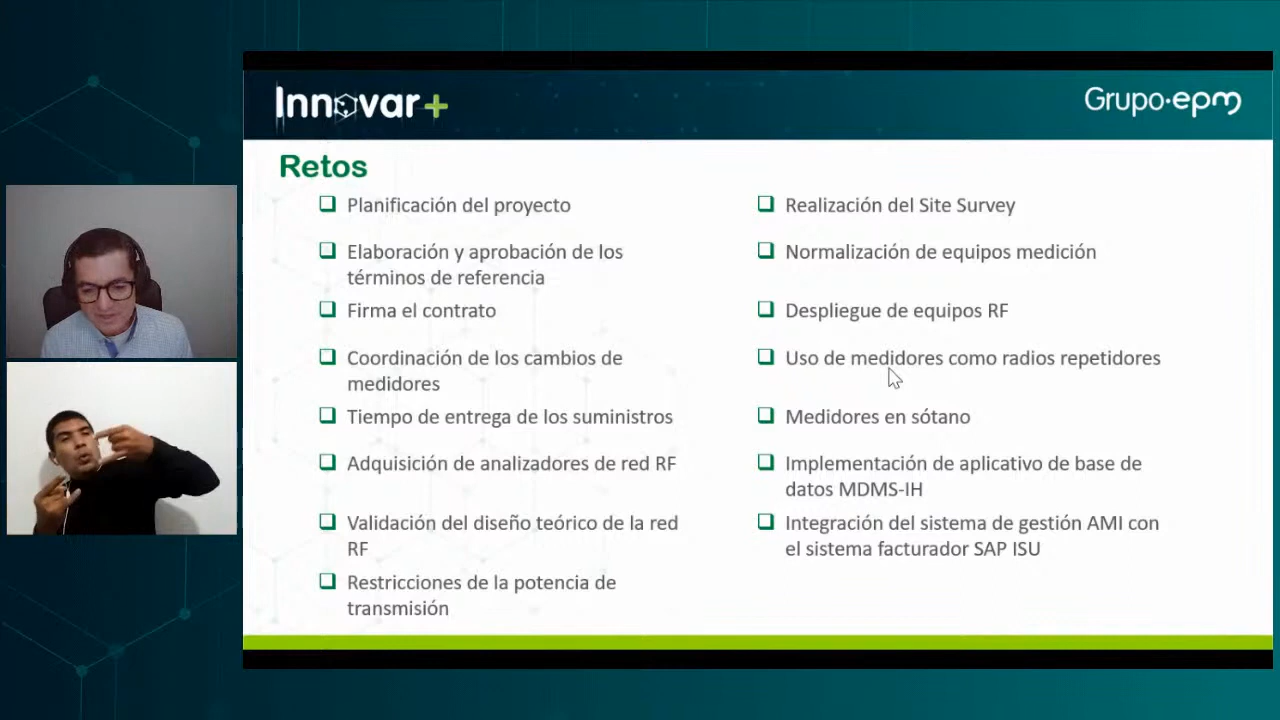 Innovar+
Grupo·epm
Retos
Planificación del proyecto
Elaboración y aprobación de los
términos de referencia
Firma el contrato
Coordinación de los cambios de
medidores
Tiempo de entrega de los suministros
Adquisición de analizadores de red RF
Validación del diseño teórico de la red
RF
Restricciones de la potencia de
transmisión
Realización del Site Survey
Normalización de equipos medición
Despliegue de equipos RF
Uso de medidores como radios repetidores
Medidores en sótano
Implementación de aplicativo de base de
datos MDMS-IH
Integración del sistema de gestión AMI con
el sistema facturador SAP ISU